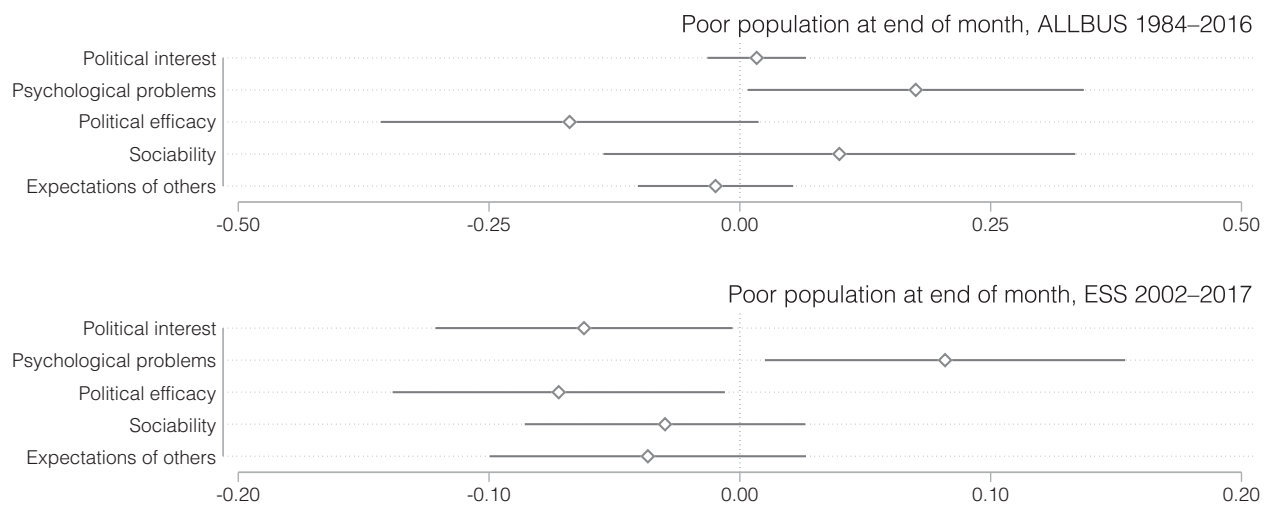 Poor population at end of month, ALLBUS 1984–2016
Political interest
Psychological problems
Political efficacy
Sociability
Expectations of others
-0.50 -0.25 0.00 0.25 0.50
Poor population at end of month, ESS 2002–2017
Political interest
Psychological problems
Political efficacy
Sociability
Expectations of others
-0.20 -0.10 0.00 0.10 0.20